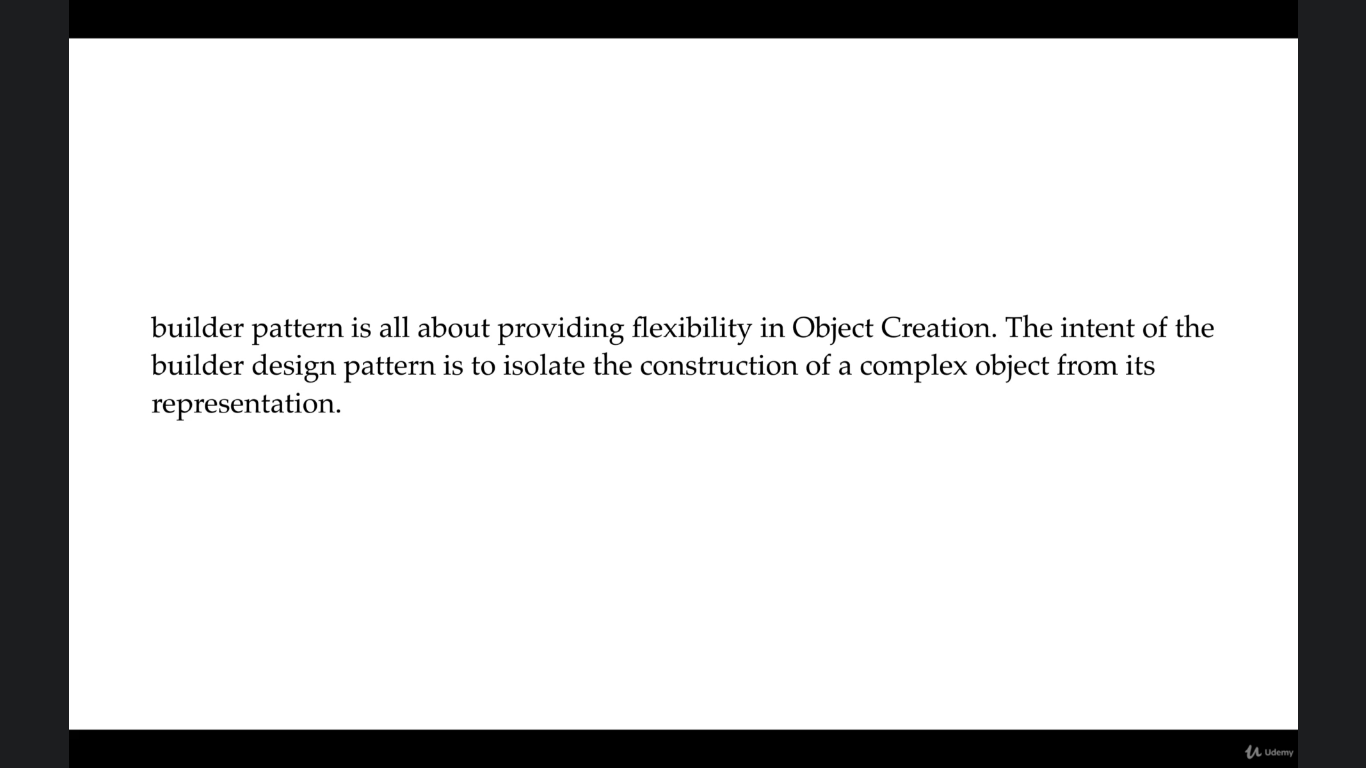 builder pattern is all about providing flexibility in Object Creation. The intent of the
builder design pattern is to isolate the construction of a complex object from its
representation.
Udemy